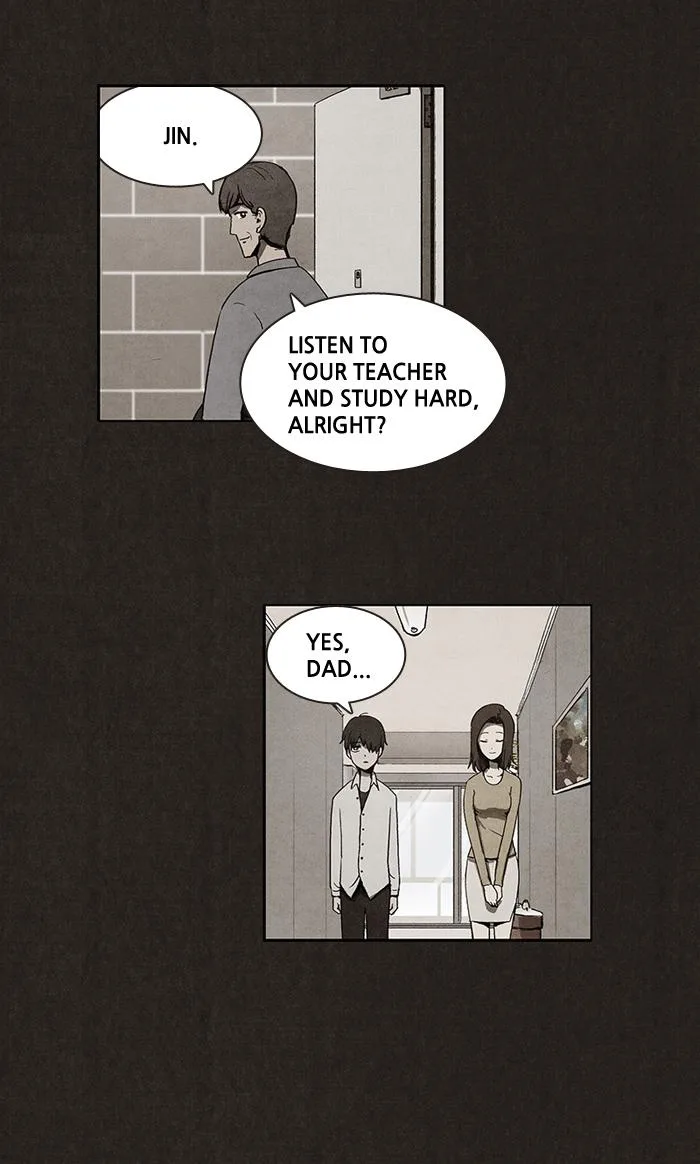 JIN.
LISTEN TO
YOUR TEACHER
AND STUDY HARD,
ALRIGHT?
YES,
DAD...